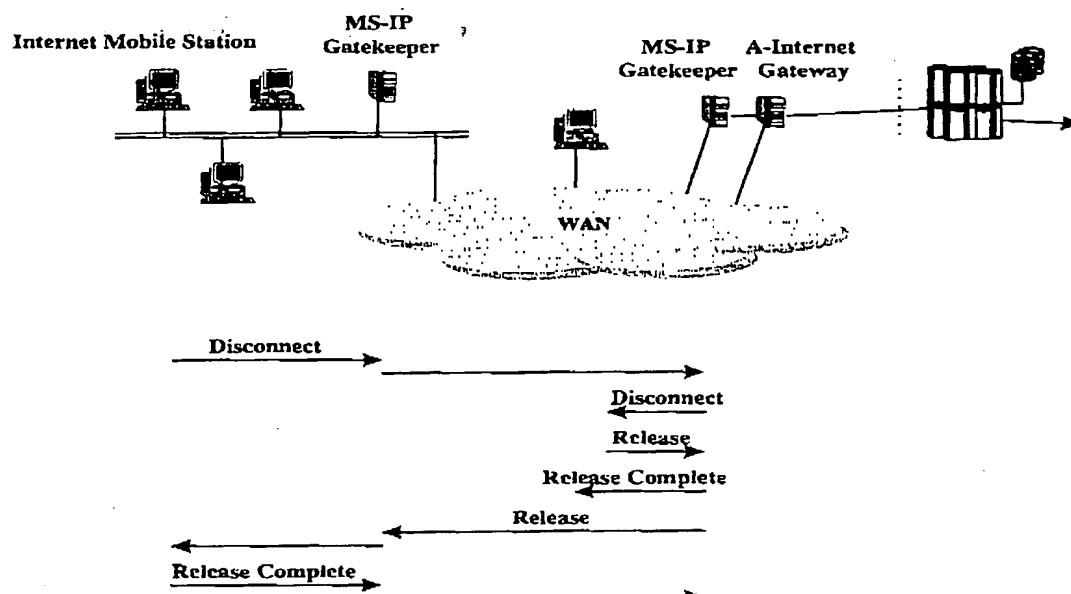 MS-IP
Internet Mobile Station
Gatekeeper
MS-IP A-Internet
Gatekeeper Gateway
WAN
Disconnect
Disconnect
Release
Release Complete
Release
Release Complete